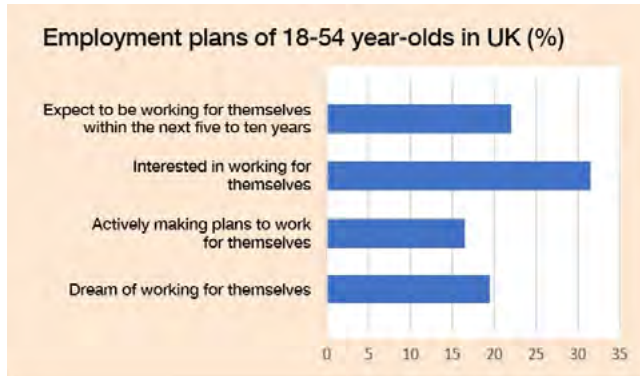 Employment plans of 18-54 year-olds in UK (%)
Expect to be working for themselves
within the next five to ten years
Interested in working for
themselves
Actively making plans to work
for themselves
Dream of working for themselves
0 5 10 15 20 25 30 35